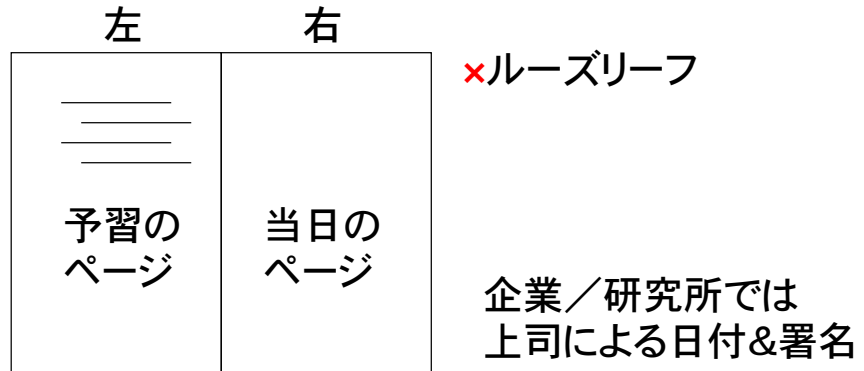 左 右
×ルーズリーフ
予習の
ページ
当日の
ページ
企業／研究所では
上司による日付&署名